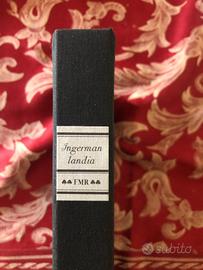 Ingerman
landia
♣♣ FMR ♣♣
subito